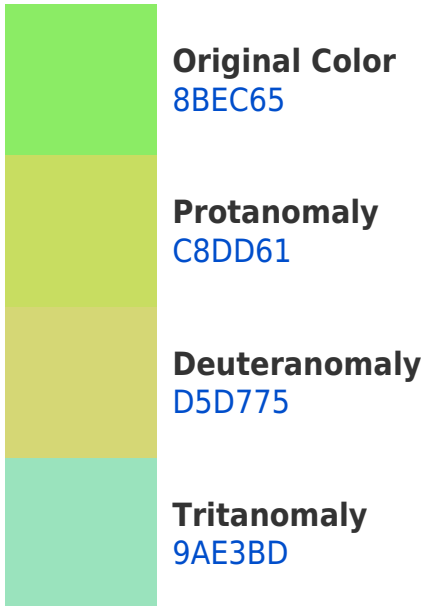 Original Color
8BEC65
Protanomaly
C8DD61
Deuteranomaly
D5D775
Tritanomaly
9AE3BD